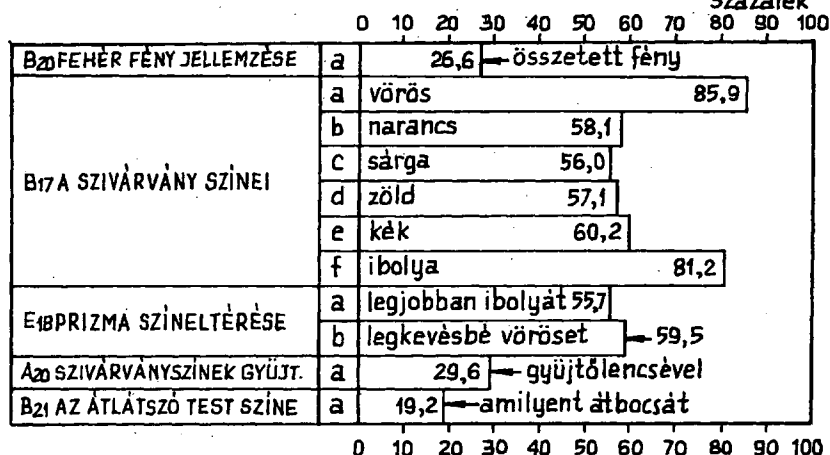 Százalék
0 10 20 30 40 50 60 70 80 90 100
B20 FEHÉR FÉNY JELLEMZÉSE a 26,6 összetett fény
a vörös 85,9
b narancs 58,1
c sárga 56,0
B17 A SZIVÁRVÁNY SZÍNEI d zöld 57,1
e kék 60,2
f ibolya 81,2
E18 PRIZMA SZÍNELTÉRÉSE a legjobban ibolyát 55,7
b legkevésbé vöröset 59,5
A20 SZIVÁRVÁNYSZÍNEK GYÜJT. a 29,6 gyüjtőlencsével
B21 AZ ÁTLÁTSZÓ TEST SZÍNE a 19,2 amilyent átbocsát
0 10 20 30 40 50 60 70 80 90 100